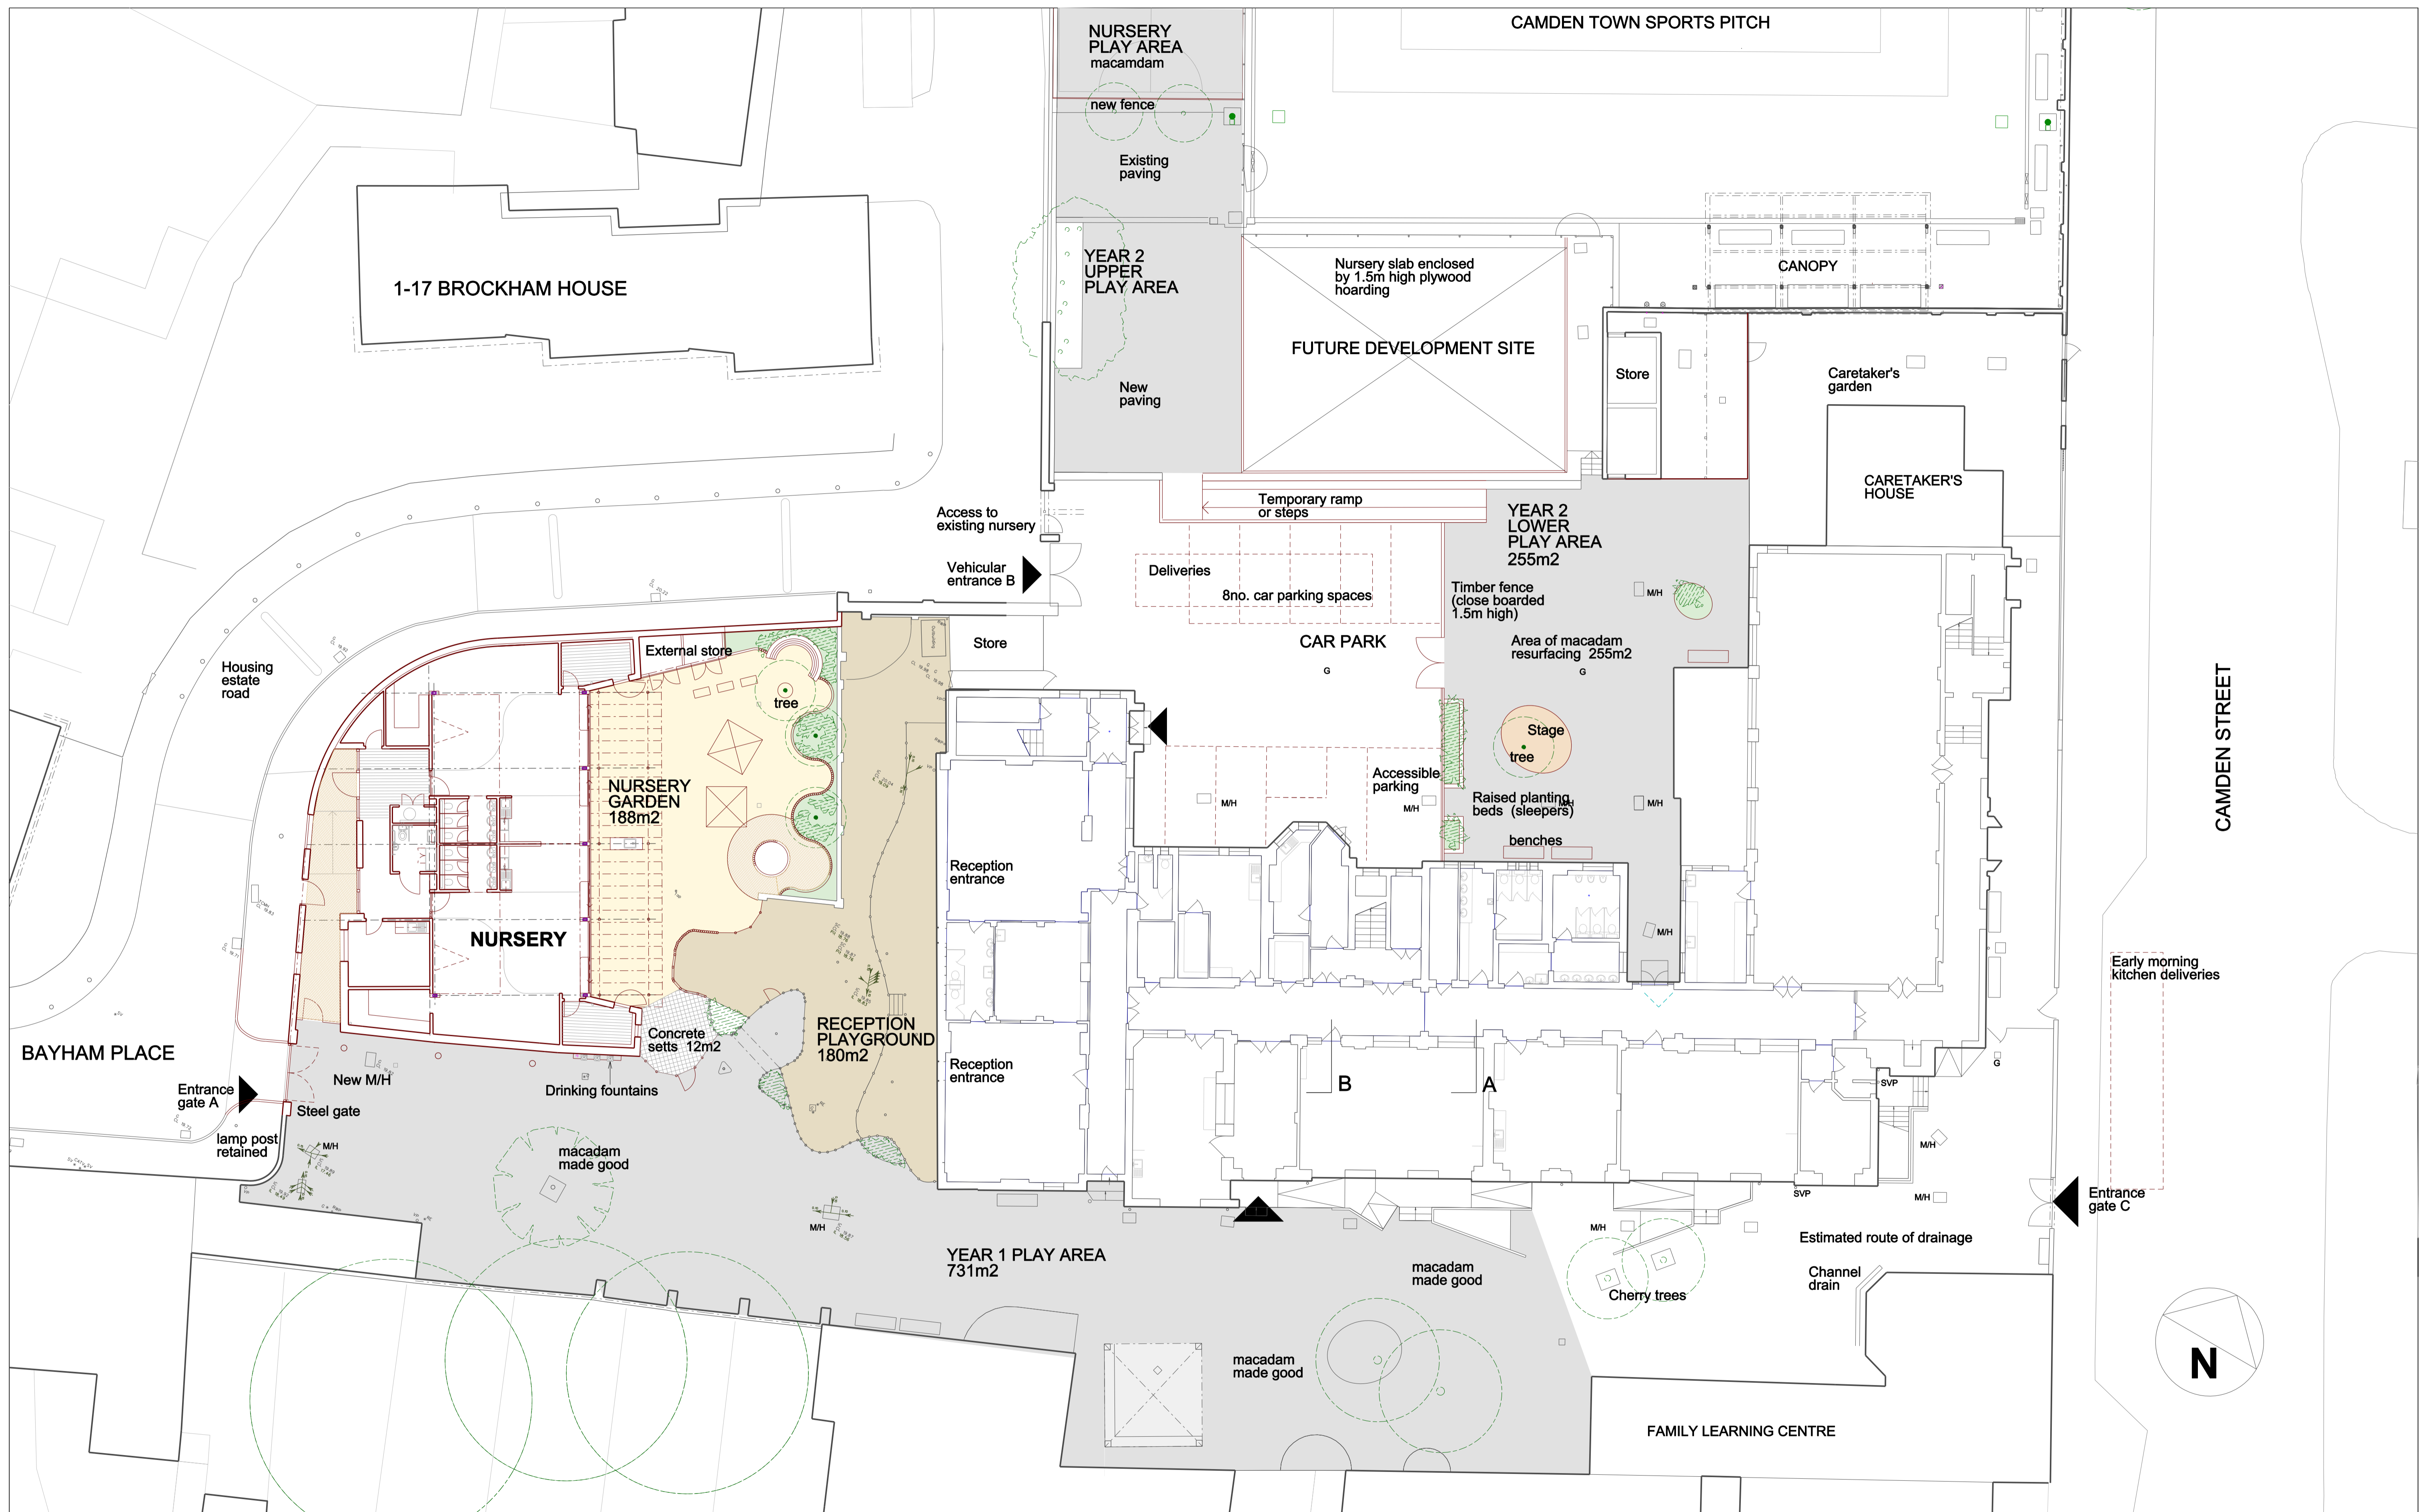 CAMDEN TOWN SPORTS PITCH
NURSERY
PLAY AREA
macamdam
new fence
Existing
paving
YEAR 2
UPPER
PLAY AREA
New
paving
1-17 BROCKHAM HOUSE
Nursery slab enclosed
by 1.5m high plywood
hoarding
FUTURE DEVELOPMENT SITE
CANOPY
Store
Caretaker's
garden
CARETAKER'S
HOUSE
Access to
existing nursery
Vehicular
entrance B
Temporary ramp
or steps
Deliveries
8no. car parking spaces
CAR PARK
G
YEAR 2
LOWER
PLAY AREA
255m2
Timber fence
(close boarded
1.5m high)
M/H
Area of macadam
resurfacing 255m2
G
Stage
tree
Accessible
parking
M/H
M/H
Raised planting
beds (sleepers)
M/H
M/H
benches
M/H
CAMDEN STREET
Housing
estate
road
External store
Store
tree
NURSERY
GARDEN
188m2
NURSERY
Reception
entrance
Concrete
setts 12m2
RECEPTION
PLAYGROUND
180m2
Reception
entrance
Drinking fountains
BAYHAM PLACE
Entrance
gate A
New M/H
Steel gate
lamp post
retained
M/H
macadam
made good
M/H
B
A
SVP
G
SVP
M/H
M/H
M/H
Early morning
kitchen deliveries
Entrance
gate C
YEAR 1 PLAY AREA
731m2
macadam
made good
Estimated route of drainage
Channel
drain
Cherry trees
macadam
made good
FAMILY LEARNING CENTRE
N